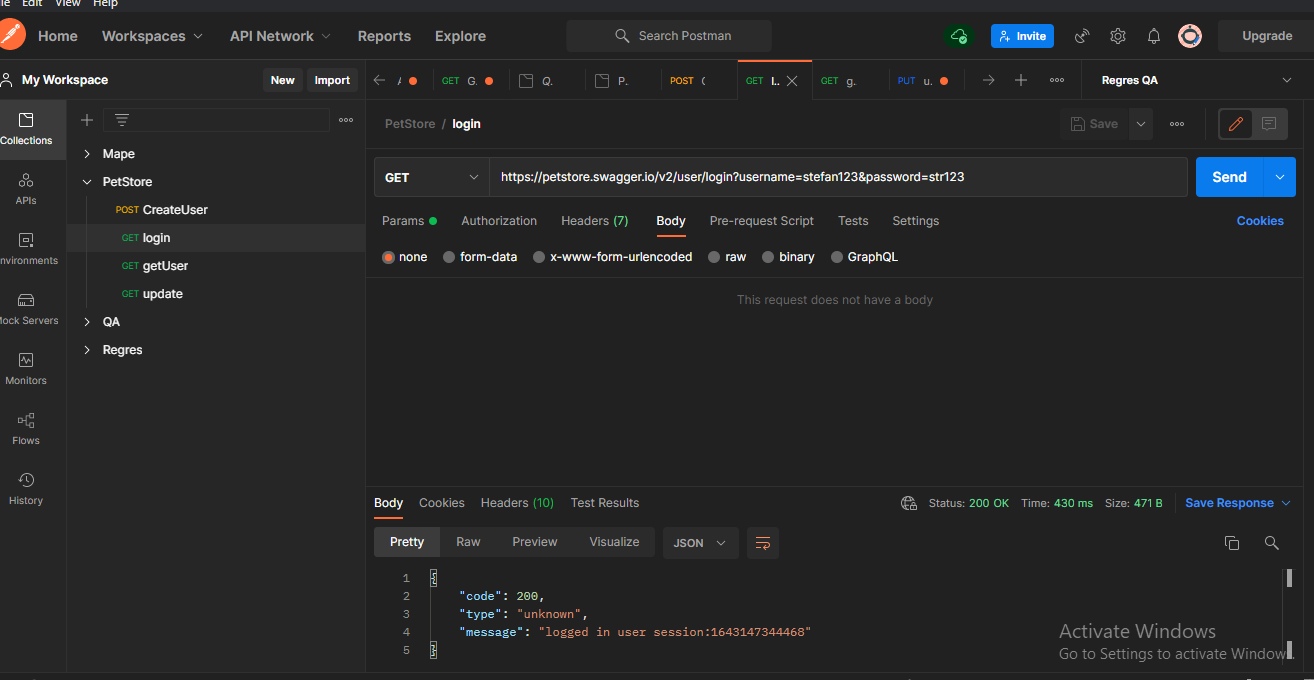 Edit View Help
Home Workspaces API Network Reports Explore Search Postman Invite Upgrade
My Workspace New Import GET G. Q. P. POST GET l.. GET g. PUT u. Regres QA
Collections
APIs
nvironments
Mock Servers
Monitors
Flows
History
Mape
PetStore
POST CreateUser
GET login
GET getUser
GET update
QA
Regres
PetStore / login Save
GET https://petstore.swagger.io/v2/user/login?username=stefan123&password=str123 Send
Params Authorization Headers (7) Body Pre-request Script Tests Settings Cookies
none form-data x-www-form-urlencoded raw binary GraphQL
This request does not have a body
Body Cookies Headers (10) Test Results Status: 200 OK Time: 430 ms Size: 471 B Save Response
Pretty Raw Preview Visualize JSON
1 {
2 "code": 200,
3 "type": "unknown",
4 "message": "logged in user session:1643147344468"
5 }
Activate Windows
Go to Settings to activate Window..